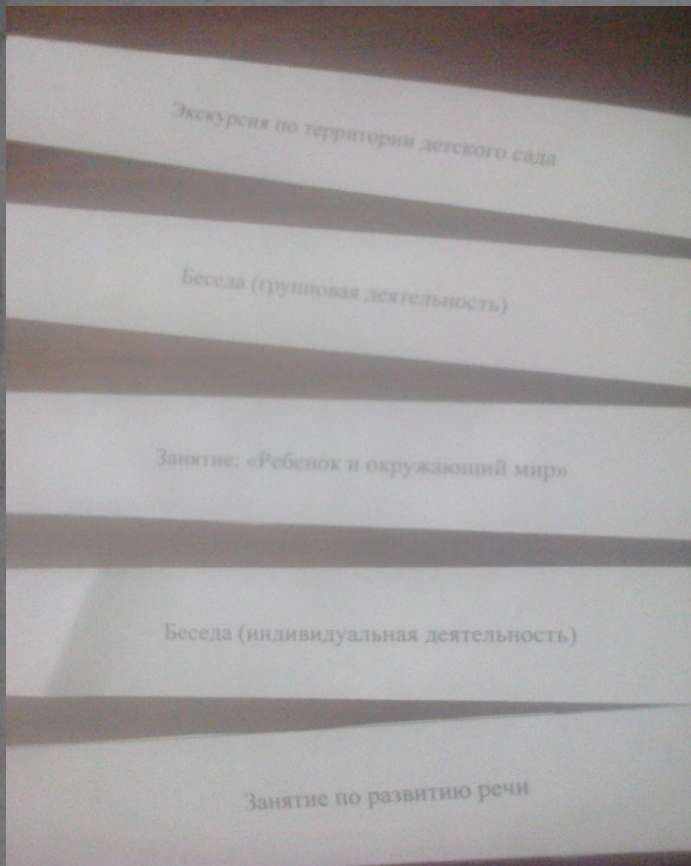 Экскурсия по территории детского сада
Беседа (групповая деятельность)
Занятие: «Ребенок и окружающий мир»
Беседа (индивидуальная деятельность)
Занятие по развитию речи